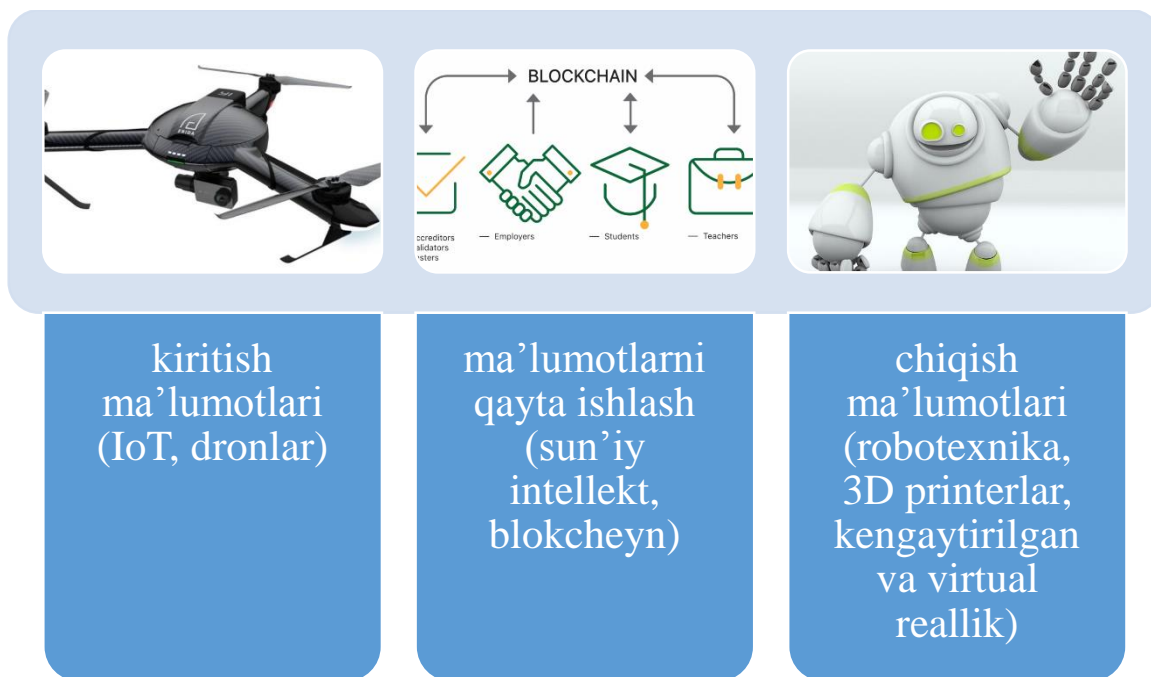 BLOCKCHAIN
ccreditors
alidators
esters
— Employers
— Students
— Teachers
kiritish
ma’lumotlari
(IoT, dronlar)
ma’lumotlarni
qayta ishlash
(sun’iy
intellekt,
blokcheyn)
chiqish
ma’lumotlari
(robotexnika,
3D printerlar,
kengaytirilgan
va virtual
reallik)